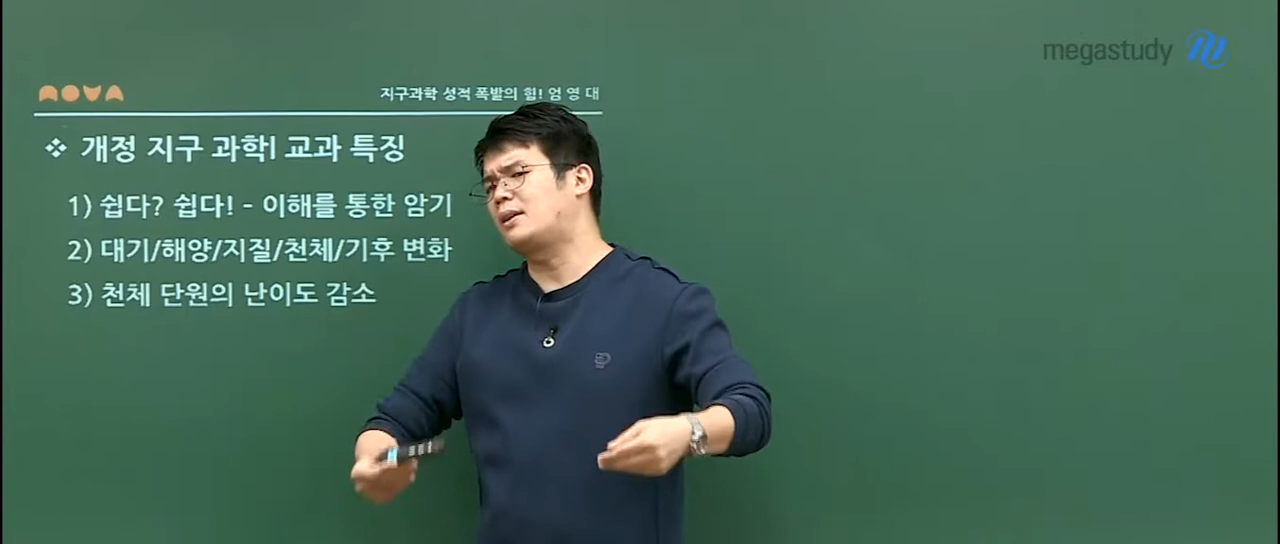 megastudy
NOVA
지구과학 성적 폭발의 힘! 엄영대
❖ 개정 지구 과학I 교과 특징
1) 쉽다? 쉽다! - 이해를 통한 암기
2) 대기/해양/지질/천체/기후 변화
3) 천체 단원의 난이도 감소